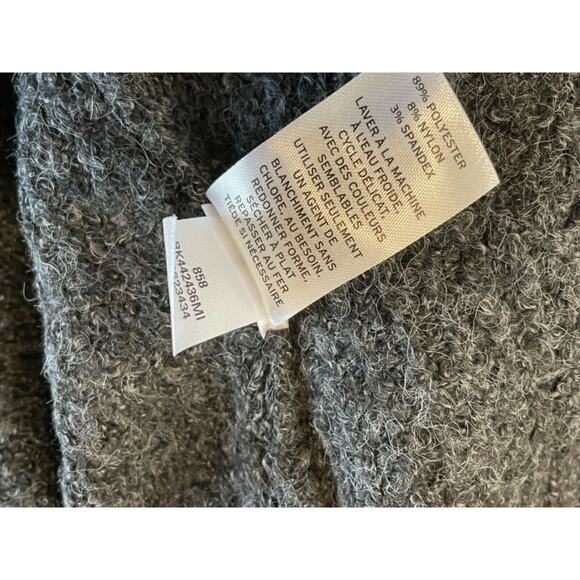 89% POLYESTER
8% NYLON
3% SPANDEX
LAVER À LA MACHINE
À L'EAU FROIDE
CYCLE DÉLICAT,
AVEC DES COULEURS
SEMBLABLES
UTILISER SEULEMENT
UN AGENT DE
BLANCHIMENT SANS
CHLORE, AU BESOIN.
REDONNER FORME,
SÉCHER À PLAT
REPASSER AU FER
TIÈDE SI NÉCESSAIRE
858
3K442436MI